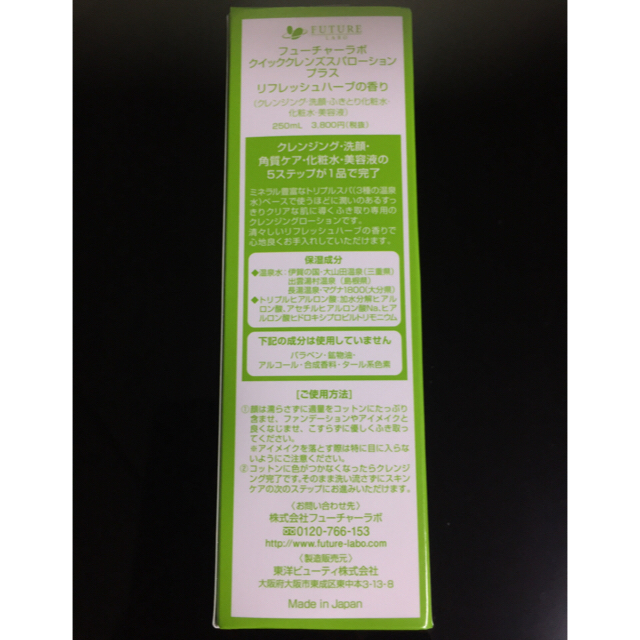 FUTURE
LABO
フューチャーラボ
クイッククレンズスパローション
プラス
リフレッシュハーブの香り
(クレンジング・洗顔・ふきとり化粧水・
化粧水・美容液)
250mL 3,800円(税抜)
クレンジング・洗顔・
角質ケア・化粧水・美容液の
5ステップが1品で完了
ミネラル豊富なトリプルスパ(3種の温泉
水)ベースで使うほどに潤いのあるすっ
きりクリアな肌に導くふき取り専用の
クレンジングローションです。
清々しいリフレッシュハーブの香りで
心地良くお手入れしていただけます。
保湿成分
◆温泉水:伊賀の国・大山田温泉(三重県)
出雲湯村温泉(島根県)
長湯温泉・マグナ1800(大分県)
◆トリプルヒアルロン酸:加水分解ヒアル
ロン酸、アセチルヒアルロン酸Na、ヒア
ルロン酸ヒドロキシプロピルトリモニウム
下記の成分は使用していません
パラベン・鉱物油・
アルコール・合成香料・タール系色素
[ご使用方法]
①顔は濡らさずに適量をコットンにたっぷり
含ませ、ファンデーションやアイメイクと
良くなじませ、こすらずに優しくふき取っ
てください。
※アイメイクを落とす際は特に目に入らな
いようにご注意ください。
②コットンに色がつかなくなったらクレンジ
ング完了です。そのまま洗い流さずにスキン
ケアの次のステップにお進みいただけます。
〈お問い合わせ先〉
株式会社フューチャーラボ
0120-766-153
http://www.future-labo.com
〈製造販売元〉
東洋ビューティ株式会社
大阪府大阪市東成区東中本3-13-8
Made in Japan